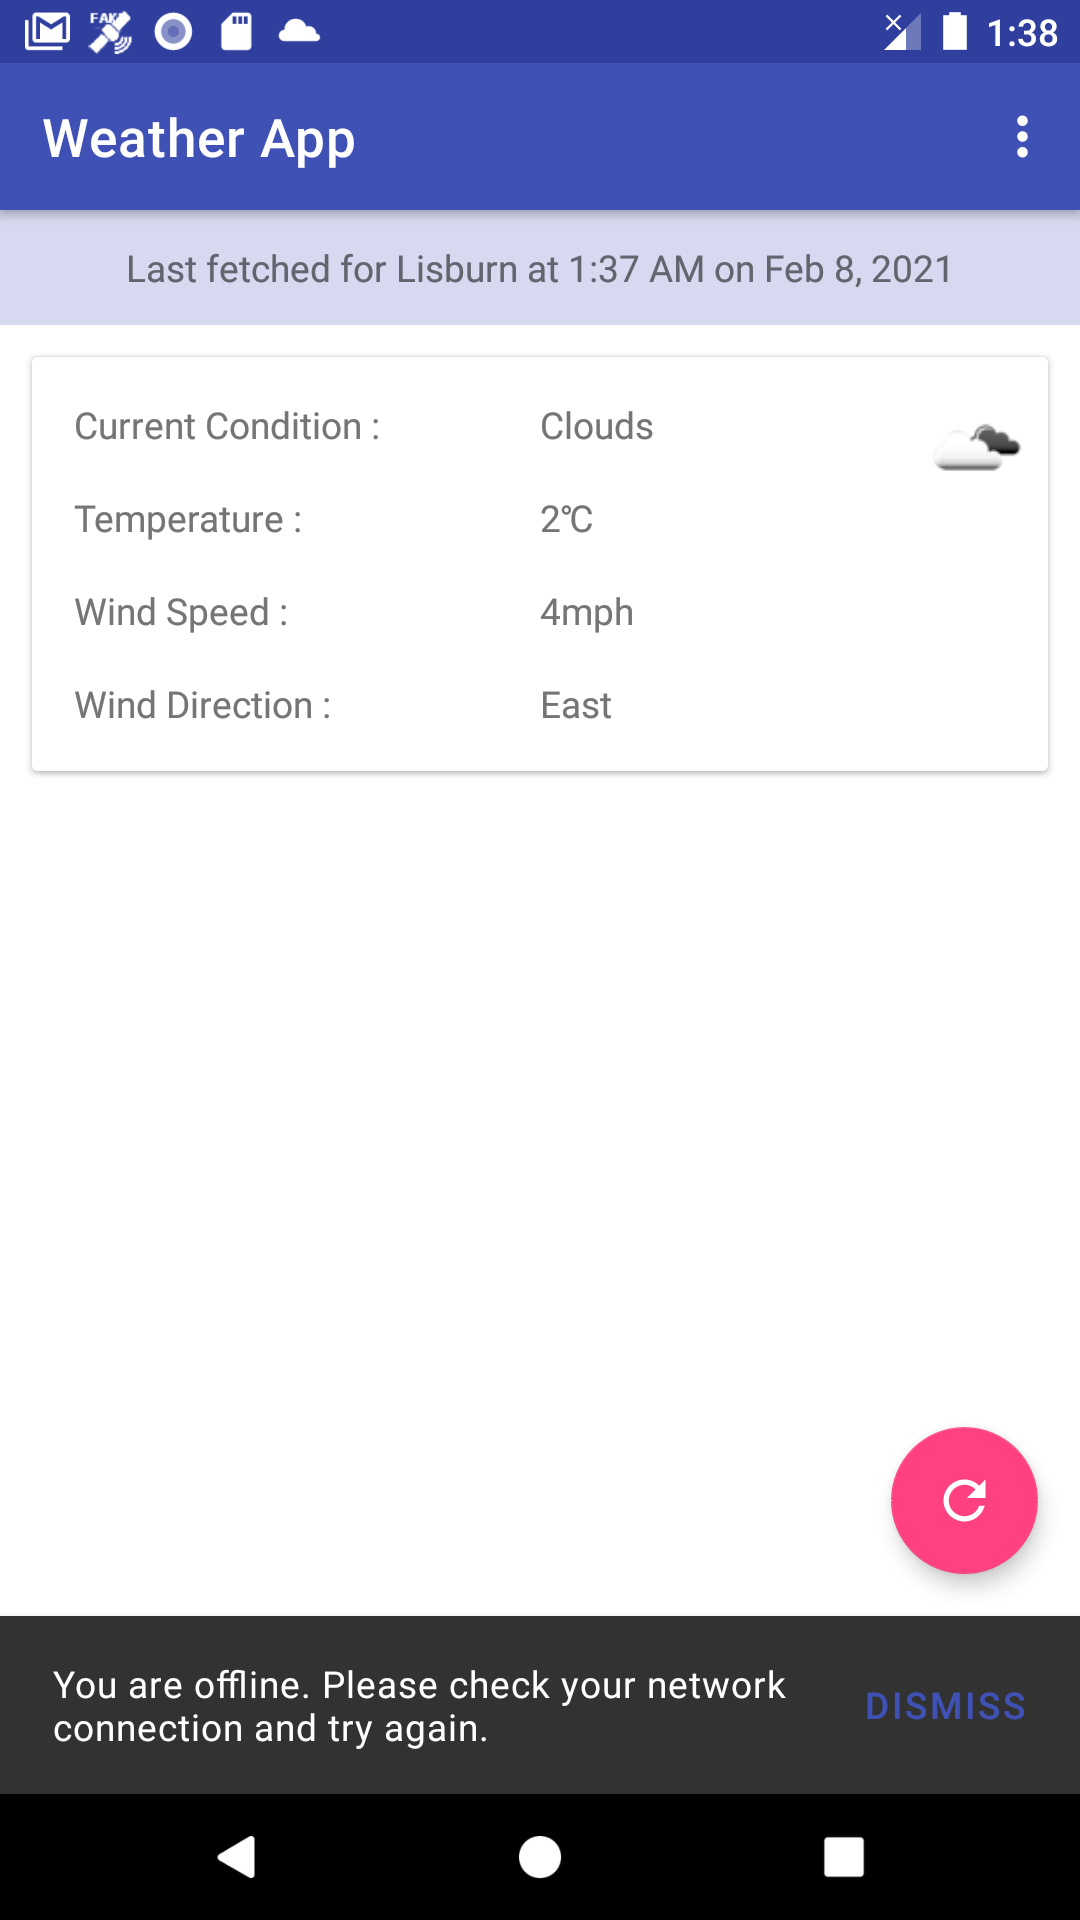 FAK
1:38
Weather App
Last fetched for Lisburn at 1:37 AM on Feb 8, 2021
Current Condition : Clouds
Temperature : 2℃
Wind Speed : 4mph
Wind Direction : East
You are offline. Please check your network
connection and try again.
DISMISS